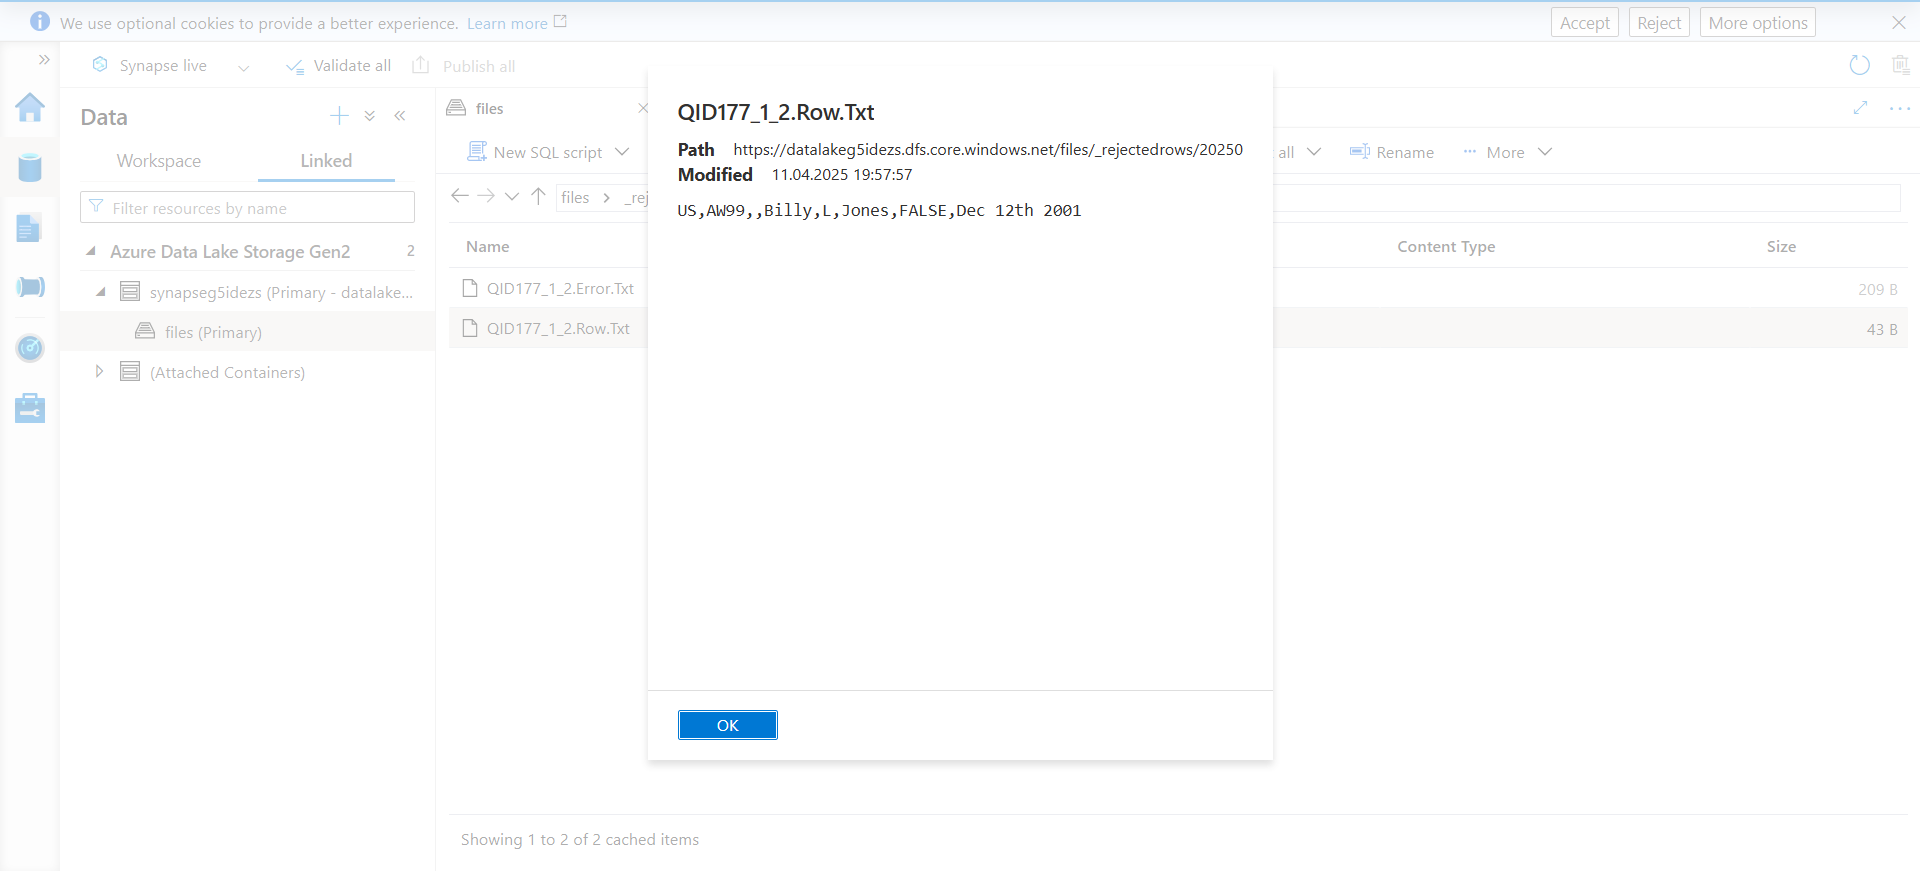 We use optional cookies to provide a better experience. Learn more
Accept
Reject
More options
Synapse live
Validate all
Publish all
Data
Workspace
Linked
Filter resources by name
Azure Data Lake Storage Gen2
2
synapseg5idezs (Primary - datalake...
files (Primary)
(Attached Containers)
files
New SQL script
all
Rename
More
files
_rej
Name
Content Type
Size
QID177_1_2.Error.Txt
209 B
QID177_1_2.Row.Txt
43 B
Showing 1 to 2 of 2 cached items
QID177_1_2.Row.Txt
Path https://datalakeg5idezs.dfs.core.windows.net/files/_rejectedrows/20250
Modified 11.04.2025 19:57:57
US,AW99,,Billy,L,Jones,FALSE,Dec 12th 2001
OK